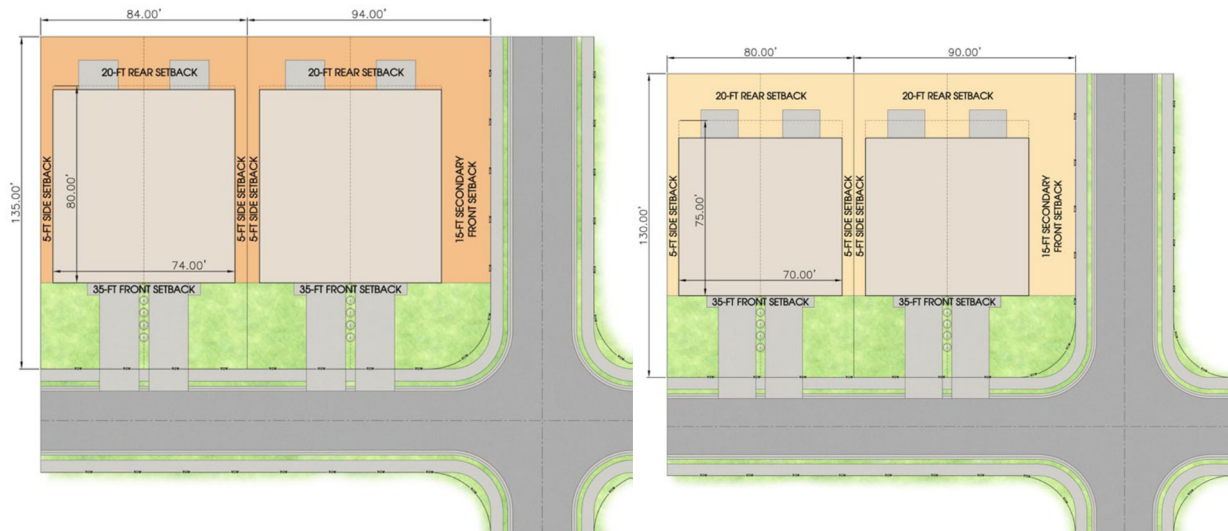 84.00'
94.00'
20-FT REAR SETBACK
20-FT REAR SETBACK
135.00'
5-FT SIDE SETBACK
80.00'
5-FT SIDE SETBACK
5-FT SIDE SETBACK
15-FT SECONDARY
FRONT SETBACK
74.00'
35-FT FRONT SETBACK
35-FT FRONT SETBACK
80.00'
90.00'
20-FT REAR SETBACK
20-FT REAR SETBACK
130.00'
5-FT SIDE SETBACK
75.00'
5-FT SIDE SETBACK
5-FT SIDE SETBACK
15-FT SECONDARY
FRONT SETBACK
70.00'
35-FT FRONT SETBACK
35-FT FRONT SETBACK